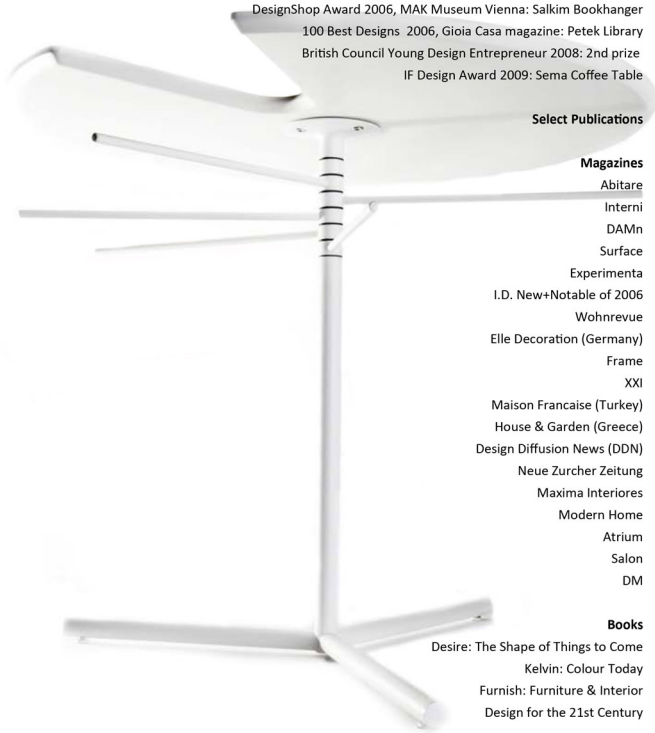 DesignShop Award 2006, MAK Museum Vienna: Salkim Bookhanger
100 Best Designs 2006, Gioia Casa magazine: Petek Library
British Council Young Design Entrepreneur 2008: 2nd prize
IF Design Award 2009: Sema Coffee Table
Select Publications
Magazines
Abitare
Interni
DAMn
Surface
Experimenta
I.D. New+Notable of 2006
Wohnrevue
Elle Decoration (Germany)
Frame
XXI
Maison Francaise (Turkey)
House & Garden (Greece)
Design Diffusion News (DDN)
Neue Zurcher Zeitung
Maxima Interiores
Modern Home
Atrium
Salon
DM
Books
Desire: The Shape of Things to Come
Kelvin: Colour Today
Furnish: Furniture & Interior
Design for the 21st Century